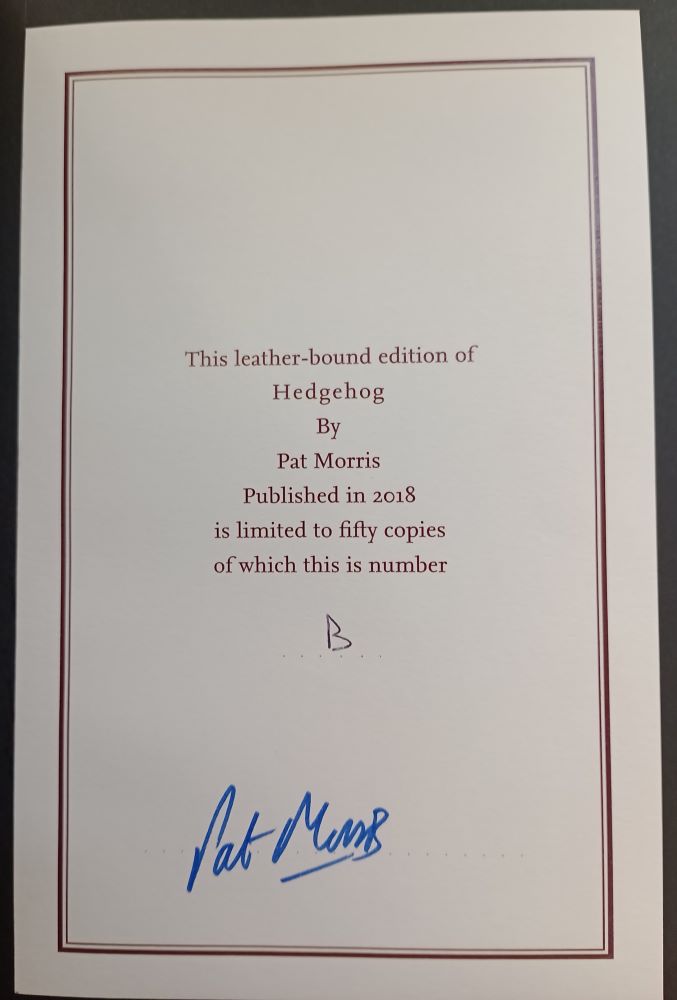 This leather-bound edition of
Hedgehog
By
Pat Morris
Published in 2018
is limited to fifty copies
of which this is number
B
Pat Morris